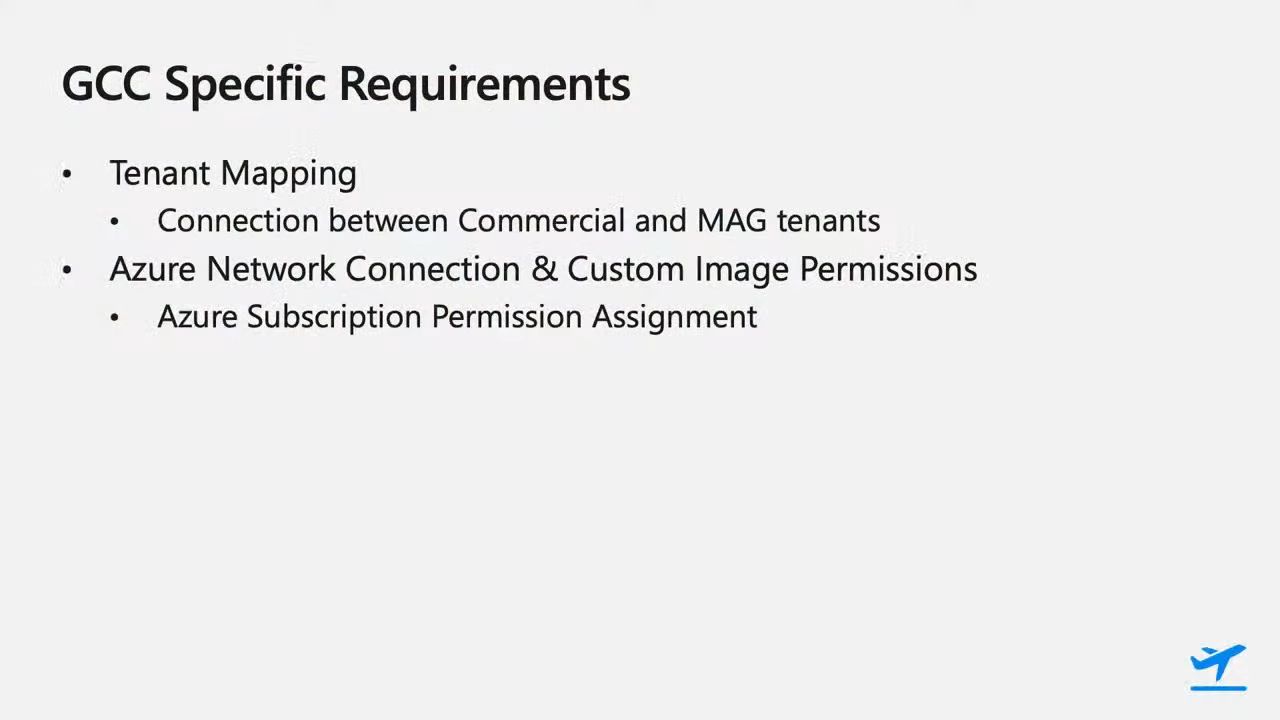 GCC Specific Requirements
• Tenant Mapping
• Connection between Commercial and MAG tenants
• Azure Network Connection & Custom Image Permissions
• Azure Subscription Permission Assignment